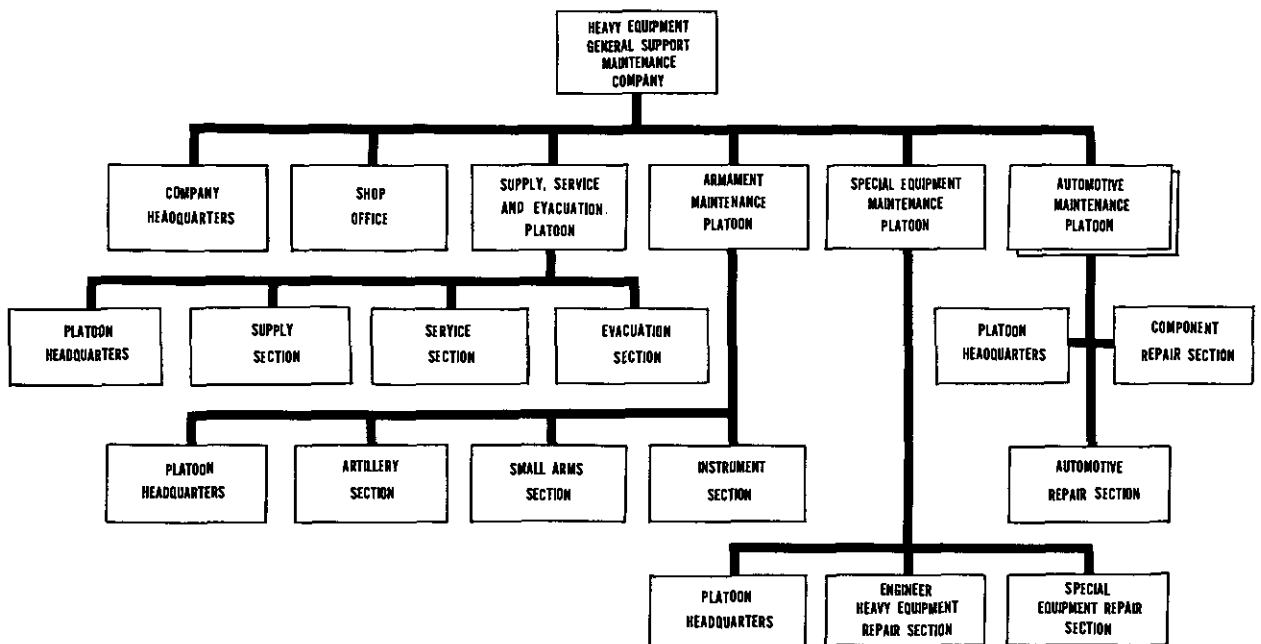 HEAVY EQUIPMENT
GENERAL SUPPORT
MAINTENANCE
COMPANY
COMPANY
HEADQUARTERS
SHOP
OFFICE
SUPPLY, SERVICE
AND EVACUATION
PLATOON
ARMAMENT
MAINTENANCE
PLATOON
SPECIAL EQUIPMENT
MAINTENANCE
PLATOON
AUTOMOTIVE
MAINTENANCE
PLATOON
PLATOON
HEADQUARTERS
SUPPLY
SECTION
SERVICE
SECTION
EVACUATION
SECTION
PLATOON
HEADQUARTERS
COMPONENT
REPAIR SECTION
PLATOON
HEADQUARTERS
ARTILLERY
SECTION
SMALL ARMS
SECTION
INSTRUMENT
SECTION
AUTOMOTIVE
REPAIR SECTION
PLATOON
HEADQUARTERS
ENGINEER
HEAVY EQUIPMENT
REPAIR SECTION
SPECIAL
EQUIPMENT REPAIR
SECTION